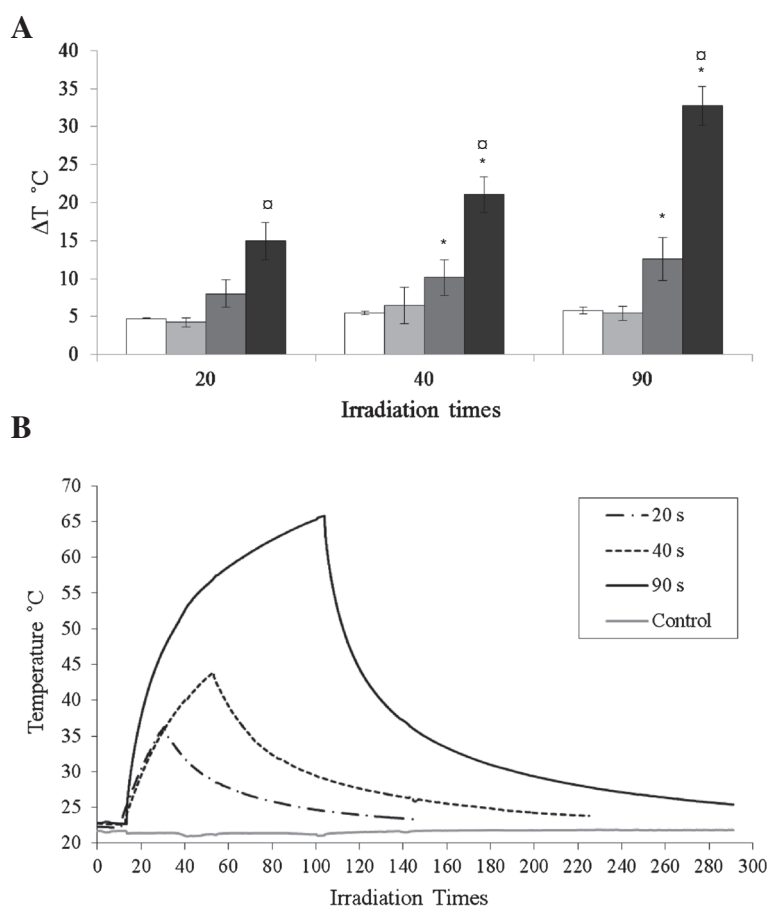 A
40
35
30
25
20
15
10
5
0
ΔT °C
¤
*
¤
*
*
¤
*
20 40 90
Irradiation times
B
70
65
60
55
50
45
40
35
30
25
20
Temperature °C
20 s
40 s
90 s
Control
0 20 40 60 80 100 120 140 160 180 200 220 240 260 280 300
Irradiation Times